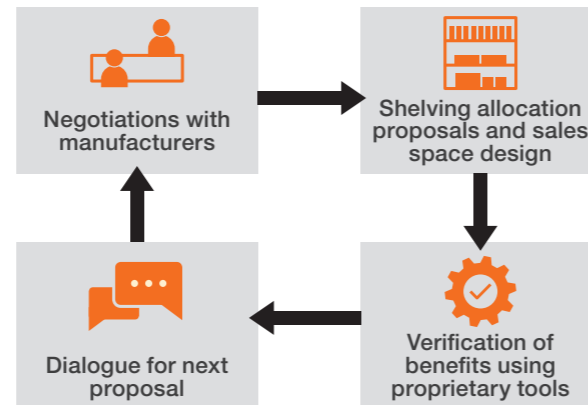 Negotiations with
manufacturers
Shelving allocation
proposals and sales
space design
Dialogue for next
proposal
Verification of
benefits using
proprietary tools